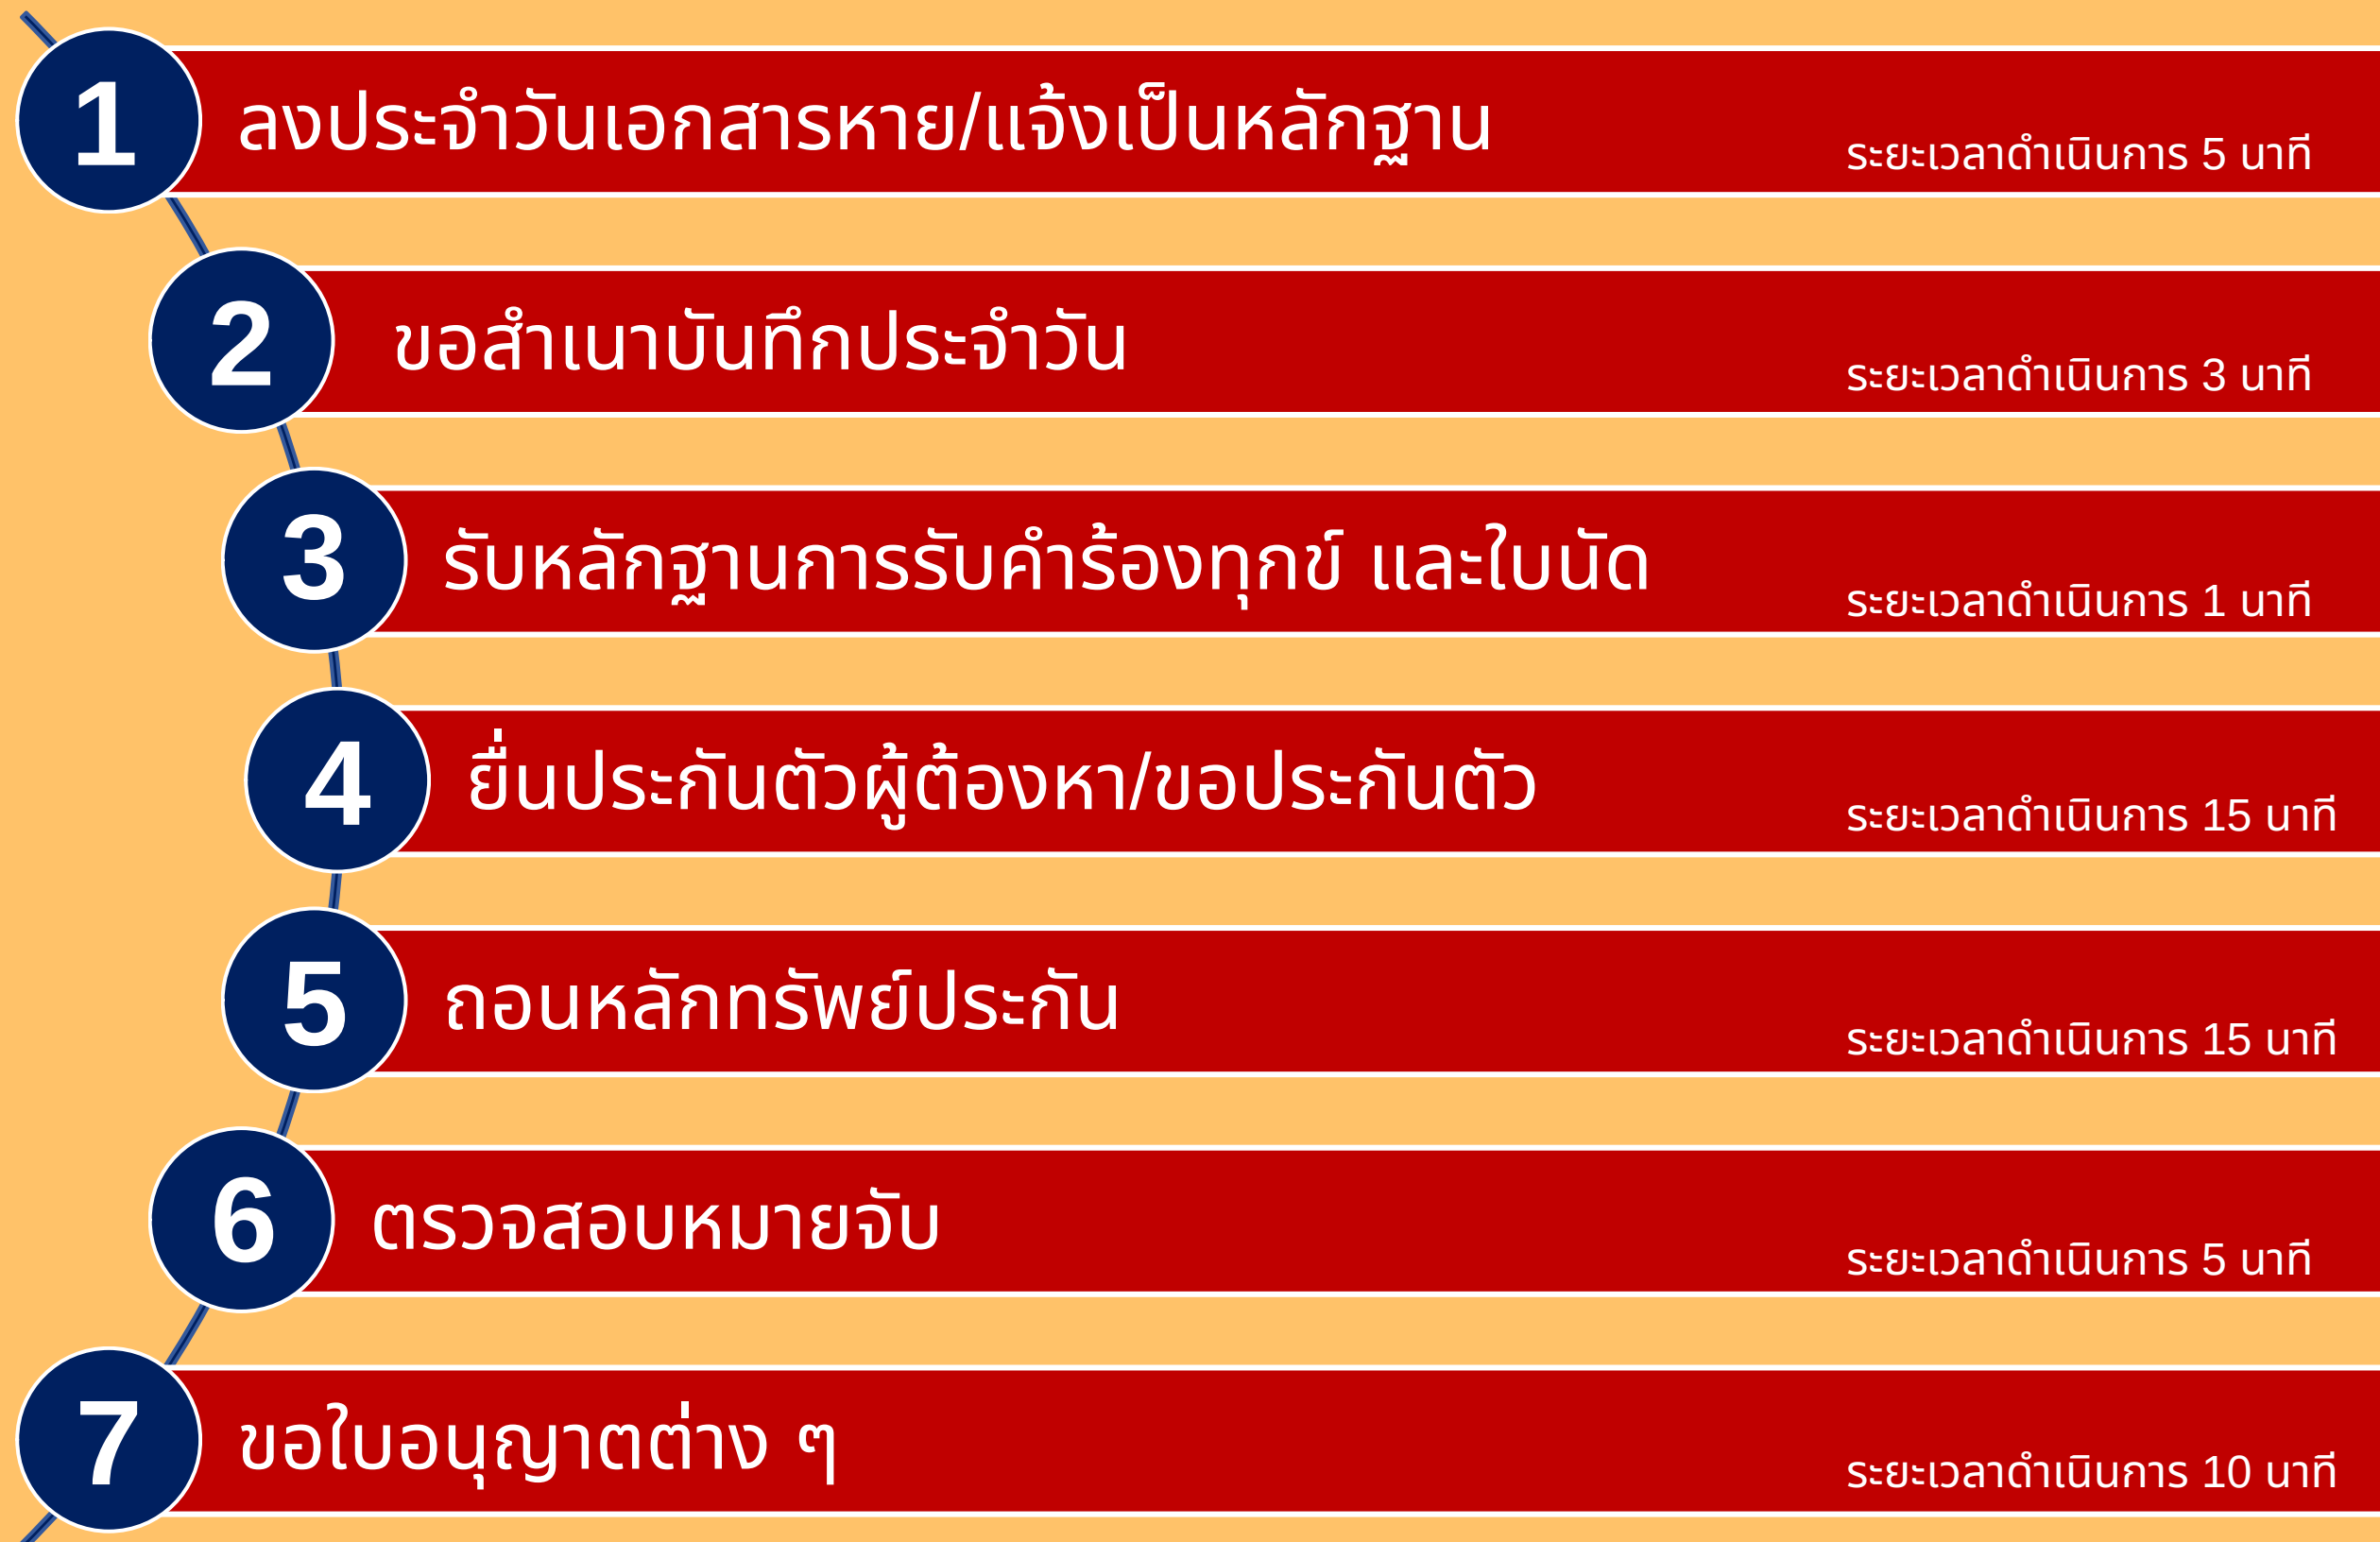 1
ลงประจำวันเอกสารหาย/แจ้งเป็นหลักฐาน
ระยะเวลาดำเนินการ 5 นาที
2
ขอสำเนาบันทึกประจำวัน
ระยะเวลาดำเนินการ 3 นาที
3
รับหลักฐานการรับคำร้องทุกข์ และใบนัด
ระยะเวลาดำเนินการ 1 นาที
4
ยื่นประกันตัวผู้ต้องหา/ขอประกันตัว
ระยะเวลาดำเนินการ 15 นาที
5
ถอนหลักทรัพย์ประกัน
ระยะเวลาดำเนินการ 15 นาที
6
ตรวจสอบหมายจับ
ระยะเวลาดำเนินการ 5 นาที
7
ขอใบอนุญาตต่าง ๆ
ระยะเวลาดำเนินการ 10 นาที